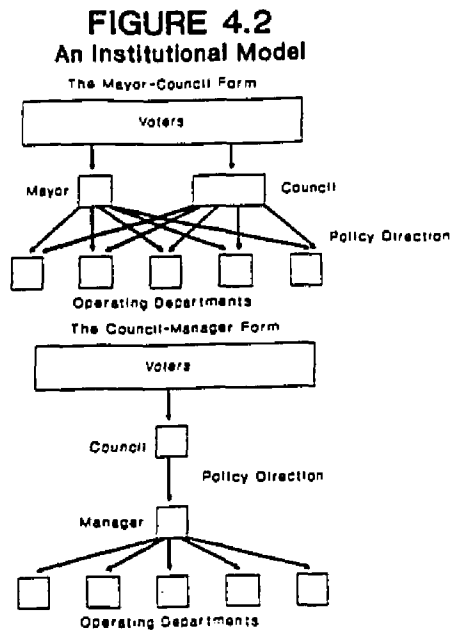 FIGURE 4.2
An Institutional Model
The Mayor-Council Form
Voters
Mayor
Council
Policy Direction
Operating Departments
The Council-Manager Form
Voters
Council
Policy Direction
Manager
Operating Departments